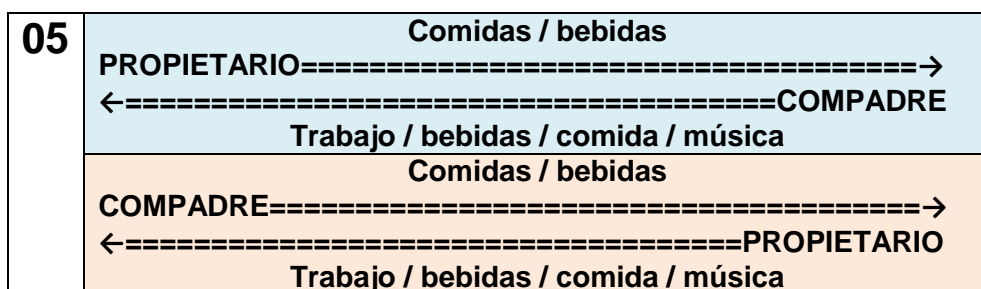 05
Comidas / bebidas
PROPIETARIO====================================→
←======================================COMPADRE
Trabajo / bebidas / comida / música
Comidas / bebidas
COMPADRE======================================→
←====================================PROPIETARIO
Trabajo / bebidas / comida / música